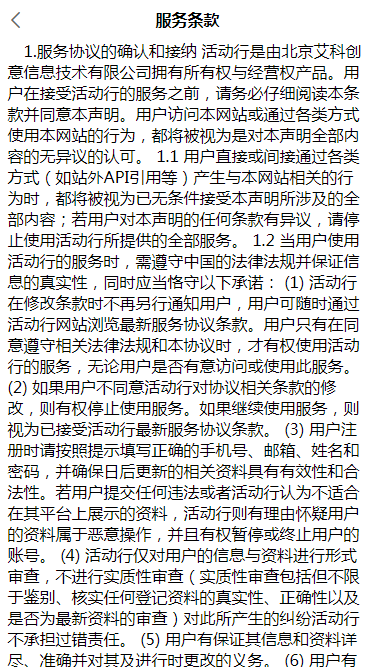 服务条款
1.服务协议的确认和接纳 活动行是由北京艾科创
意信息技术有限公司拥有所有权与经营权产品。用
户在接受活动行的服务之前，请务必仔细阅读本条
款并同意本声明。用户访问本网站或通过各类方式
使用本网站的行为，都将被视为是对本声明全部内
容的无异议的认可。 1.1 用户直接或间接通过各类
方式（如站外API引用等）产生与本网站相关的行
为时，都将被视为已无条件接受本声明所涉及的全
部内容；若用户对本声明的任何条款有异议，请停
止使用活动行所提供的全部服务。 1.2 当用户使用
活动行的服务时，需遵守中国的法律法规并保证信
息的真实性，同时应当恪守以下承诺： (1) 活动行
在修改条款时不再另行通知用户，用户可随时通过
活动行网站浏览最新服务协议条款。用户只有在同
意遵守相关法律法规和本协议时，才有权使用活动行
的服务，无论用户是否有意访问或使用此服务。
(2) 如果用户不同意活动行对协议相关条款的修
改，则有权停止使用服务。如果继续使用服务，则
视为已接受活动行最新服务协议条款。 (3) 用户注
册时请按照提示填写正确的手机号、邮箱、姓名和
密码，并确保日后更新的相关资料具有有效性和合
法性。若用户提交任何违法或者活动行认为不适合
在其平台上展示的资料，活动行则有理由怀疑用户
的资料属于恶意操作，并且有权暂停或终止用户的
账号。 (4) 活动行仅对用户的信息与资料进行形式
审查，不进行实质性审查（实质性审查包括但不限
于鉴别、核实任何登记资料的真实性、正确性以及
是否为最新资料的审查）对此所产生的纠纷活动行
不承担过错责任。 (5) 用户有保证其信息和资料详
尽、准确并对其及进行时更改的义务。 (6) 用户有